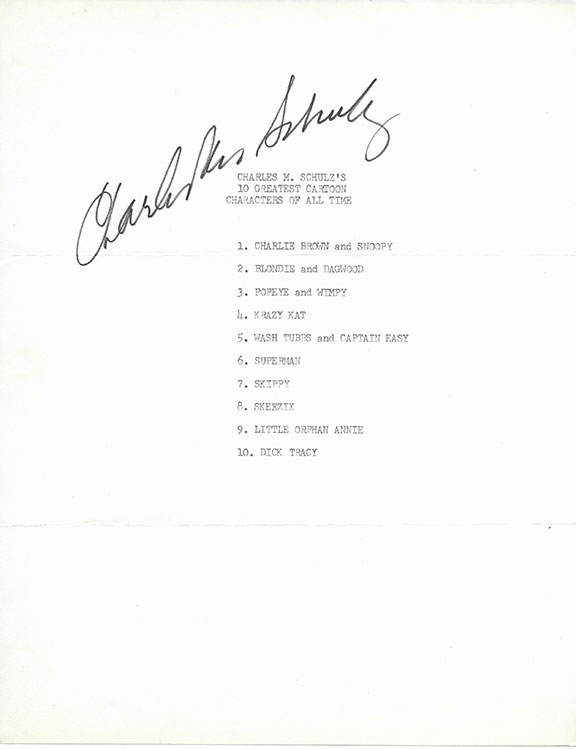 Charles M. Schulz
CHARLES M. SCHULZ'S
10 GREATEST CARTOON
CHARACTERS OF ALL TIME
1. CHARLIE BROWN and SNOOPY
2. BLONDIE and DAGWOOD
3. POPEYE and WIMPY
4. KRAZY KAT
5. WASH TUBBS and CAPTAIN EASY
6. SUPERMAN
7. SKIPPY
8. SKEEZIX
9. LITTLE ORPHAN ANNIE
10. DICK TRACY